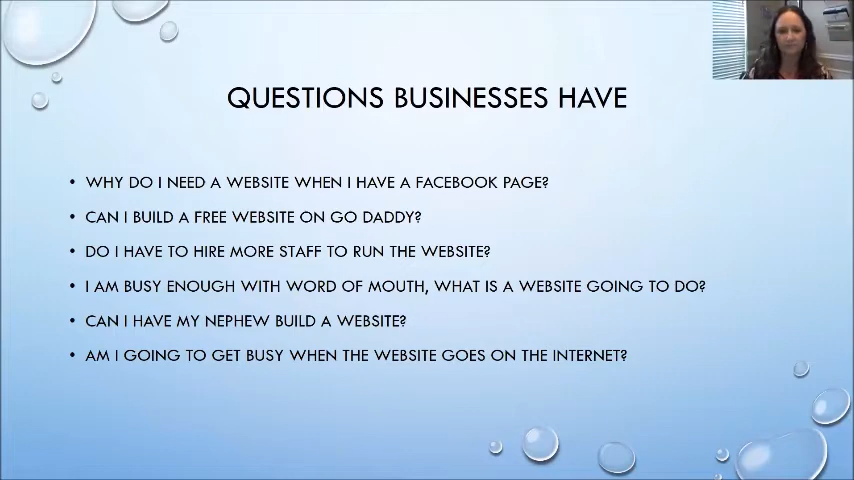 QUESTIONS BUSINESSES HAVE
• WHY DO I NEED A WEBSITE WHEN I HAVE A FACEBOOK PAGE?
• CAN I BUILD A FREE WEBSITE ON GO DADDY?
• DO I HAVE TO HIRE MORE STAFF TO RUN THE WEBSITE?
• I AM BUSY ENOUGH WITH WORD OF MOUTH, WHAT IS A WEBSITE GOING TO DO?
• CAN I HAVE MY NEPHEW BUILD A WEBSITE?
• AM I GOING TO GET BUSY WHEN THE WEBSITE GOES ON THE INTERNET?